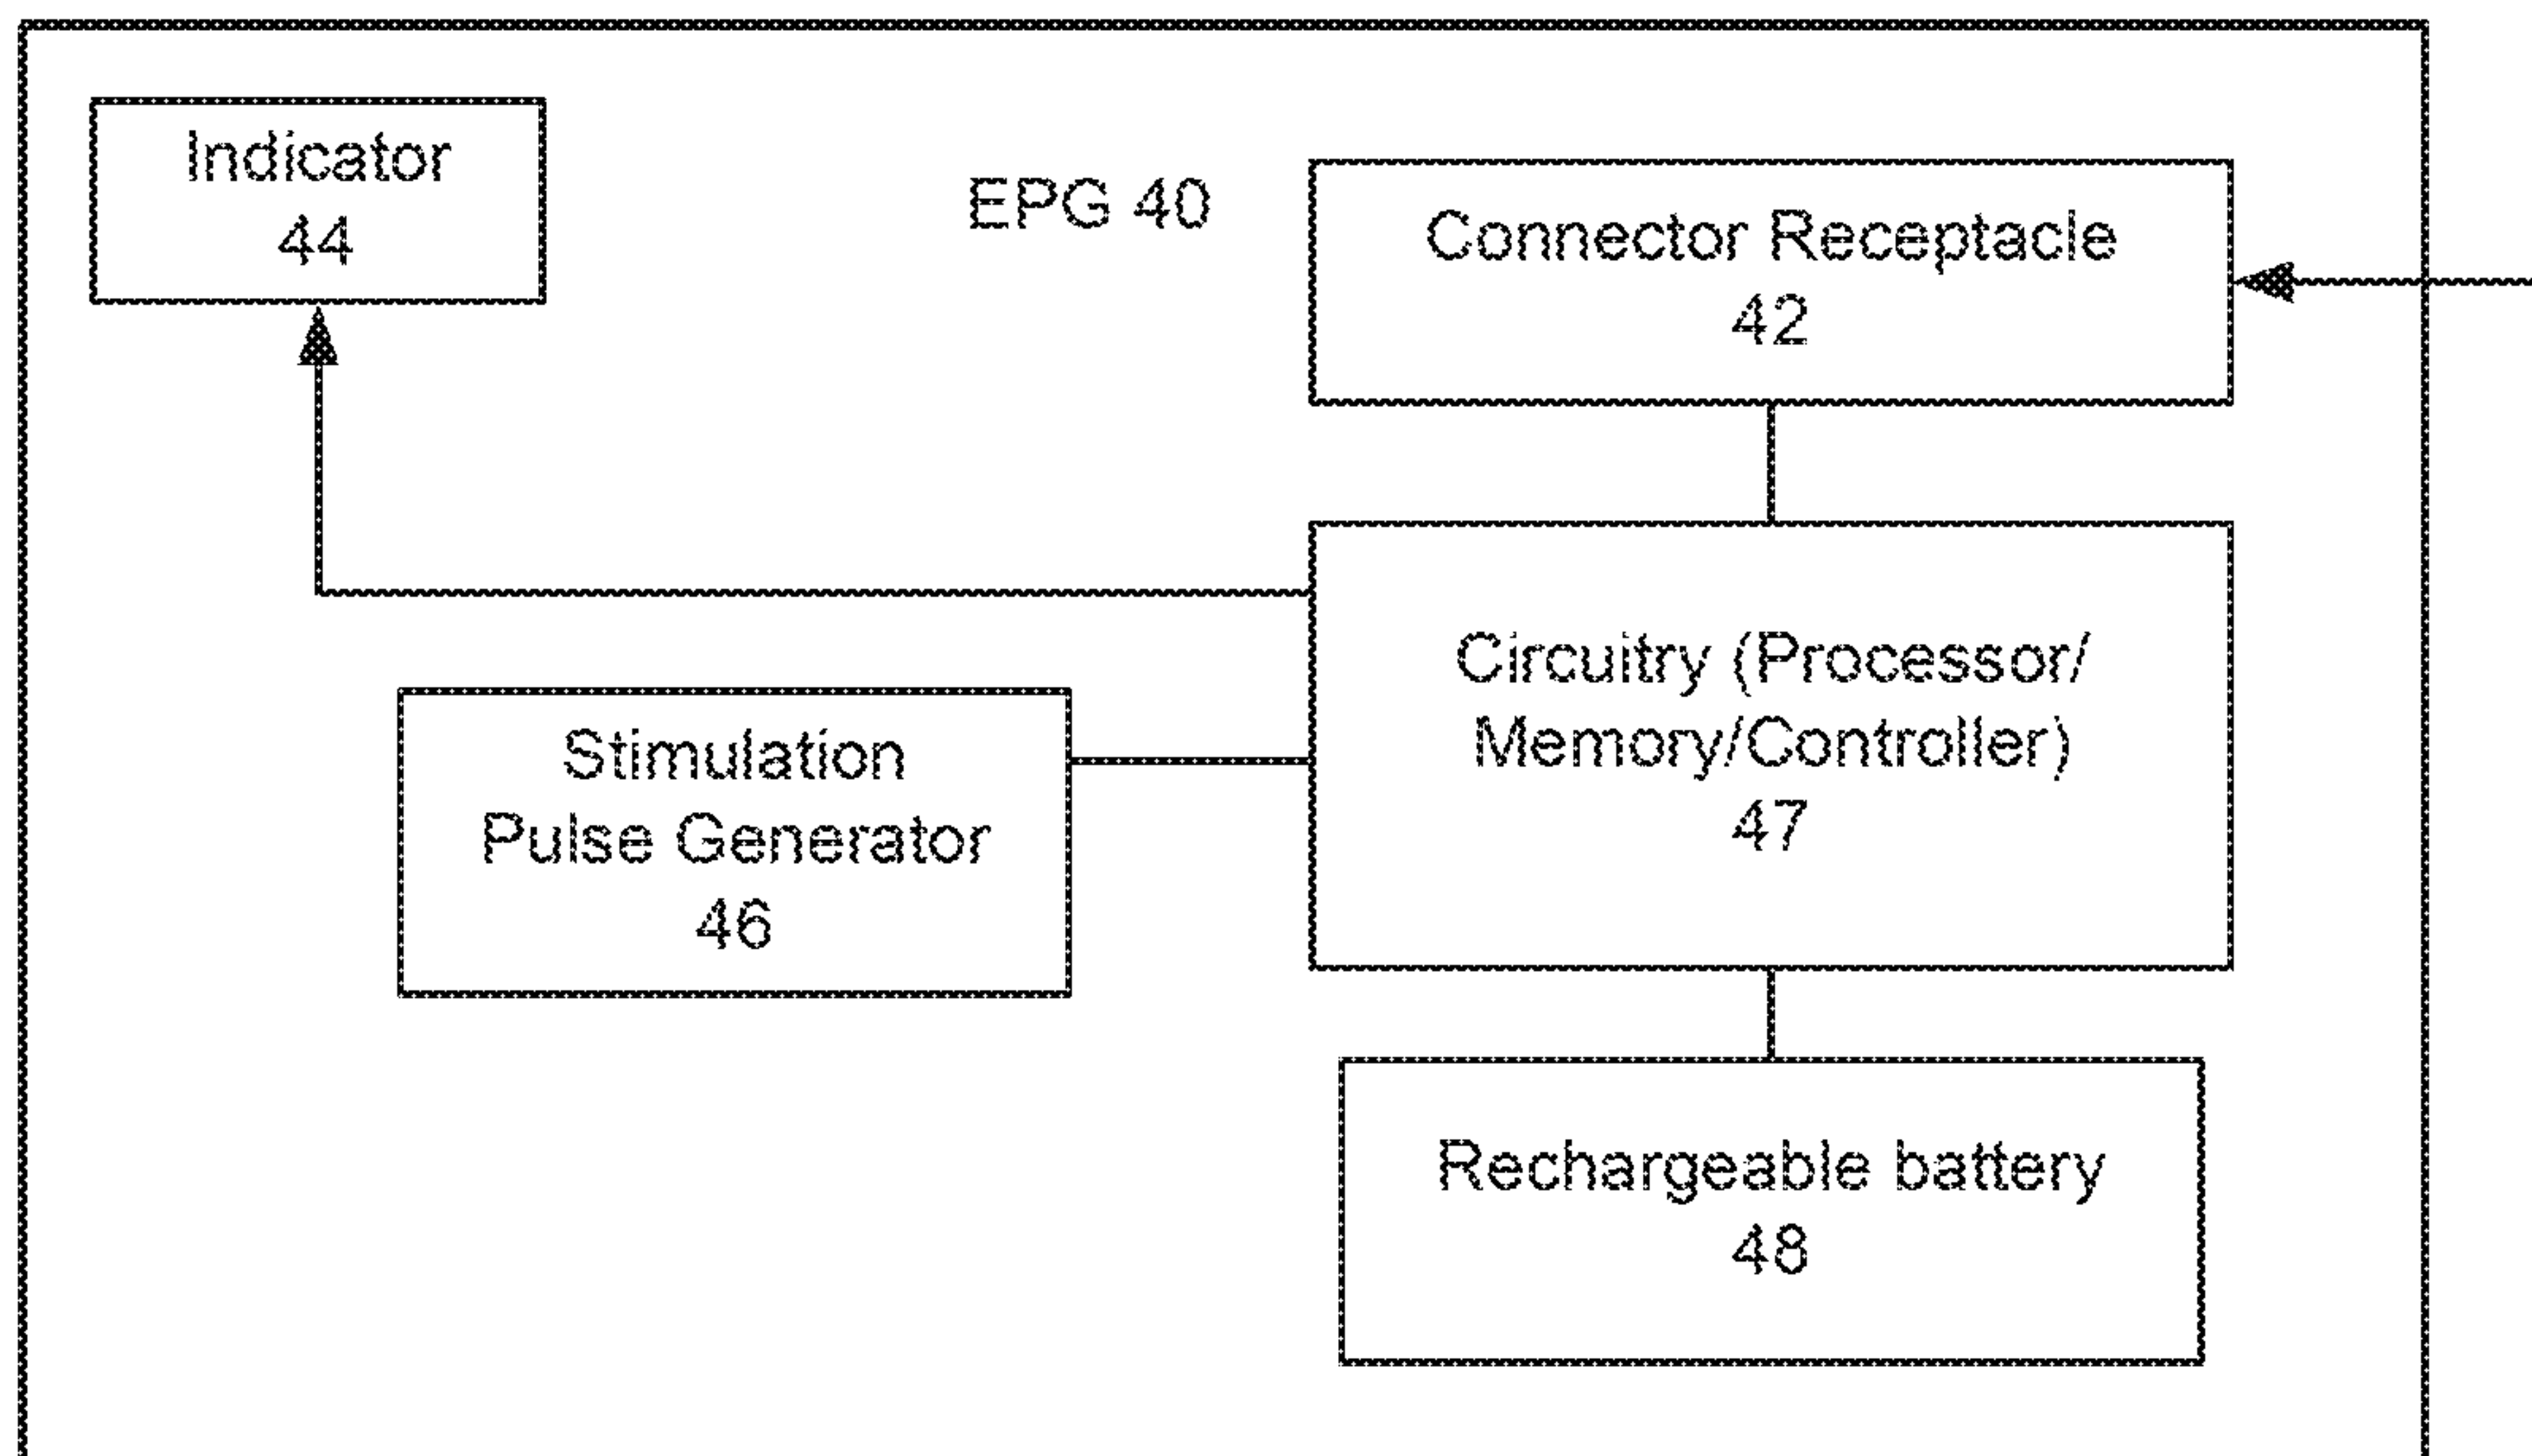 Indicator
44
EPG 40
Connector Receptacle
42
Circuitry (Processor/
Memory/Controller)
47
Stimulation
Pulse Generator
46
Rechargeable battery
48